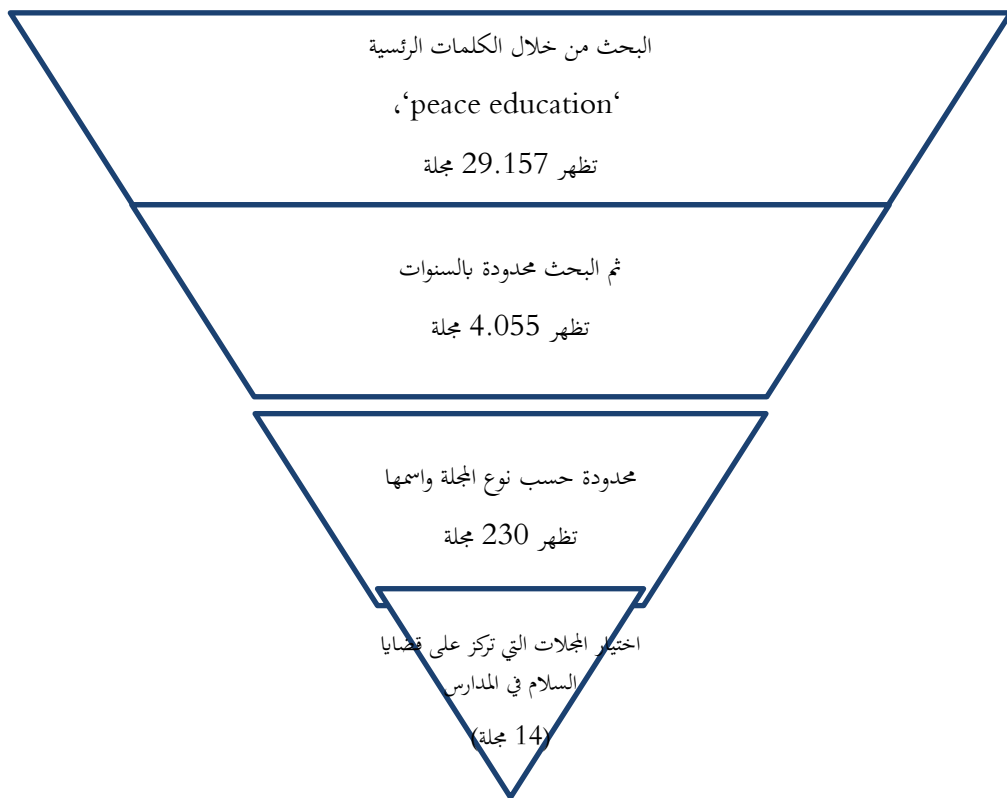 البحث من خلال الكلمات الرئسية
‘peace education‘،
تظهر 29.157 مجلة
ثم البحث محدودة بالسنوات
تظهر 4.055 مجلة
محدودة حسب نوع المجلة واسمها
تظهر 230 مجلة
اختيار المجلات التي تركز على قضايا
السلام في المدارس
(14 مجلة)